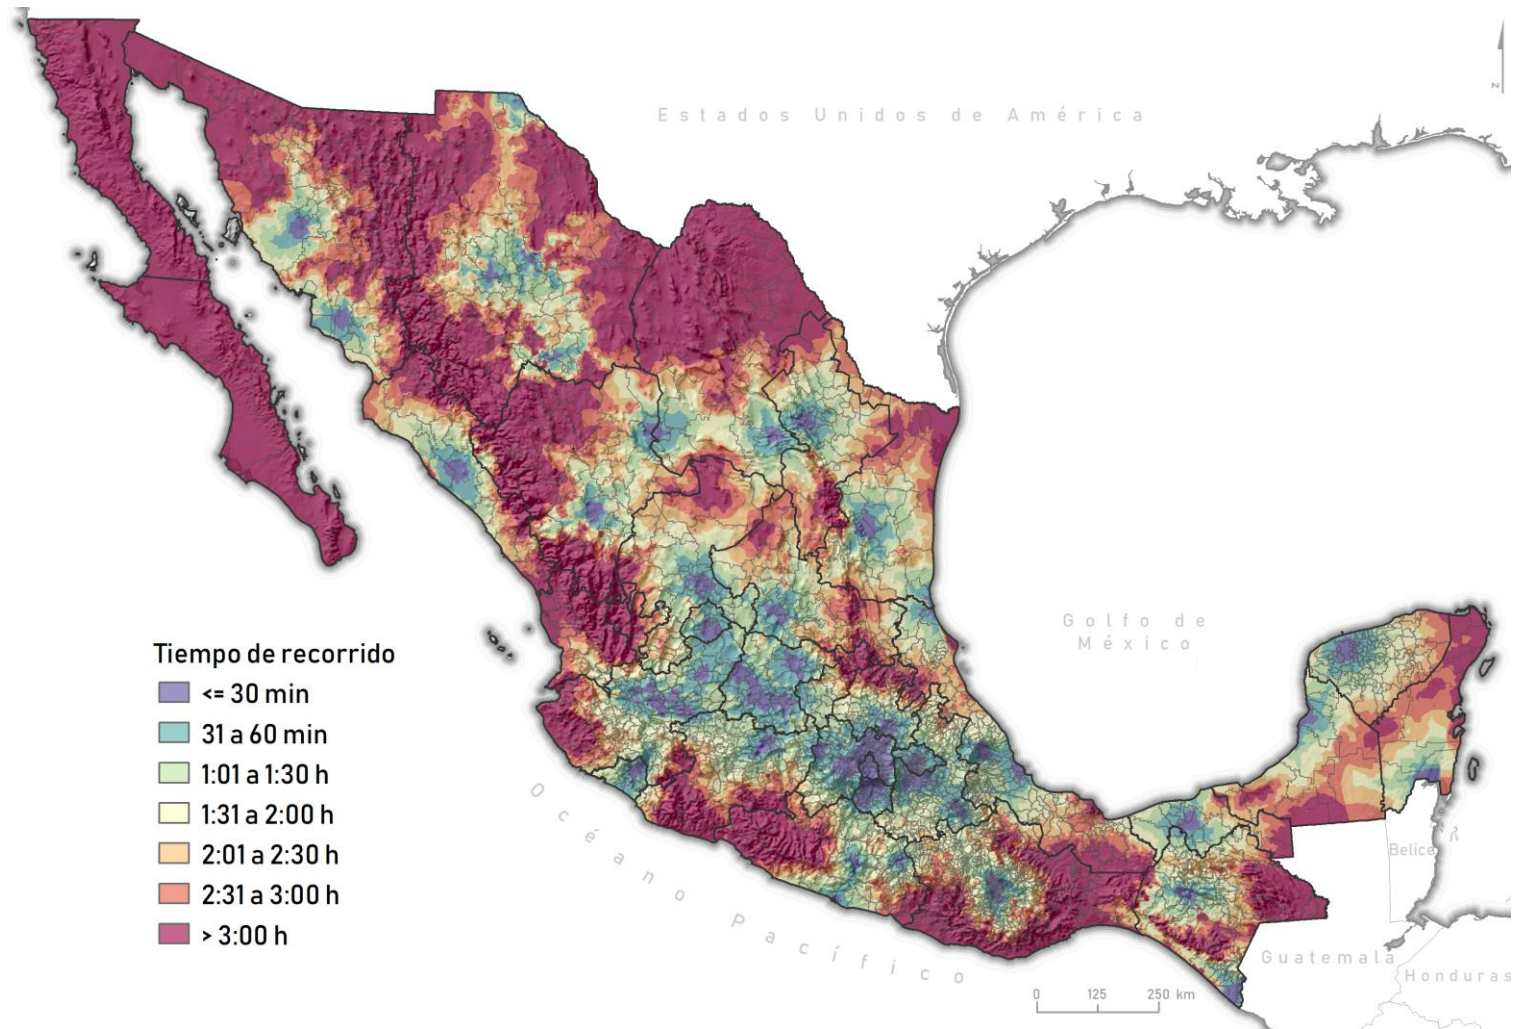 N
Estados Unidos de América
Golfo de
México
Tiempo de recorrido
<= 30 min
31 a 60 min
1:01 a 1:30 h
1:31 a 2:00 h
2:01 a 2:30 h
2:31 a 3:00 h
> 3:00 h
Océano Pacífico
Belice
Guatemala
Honduras
0 125 250 km